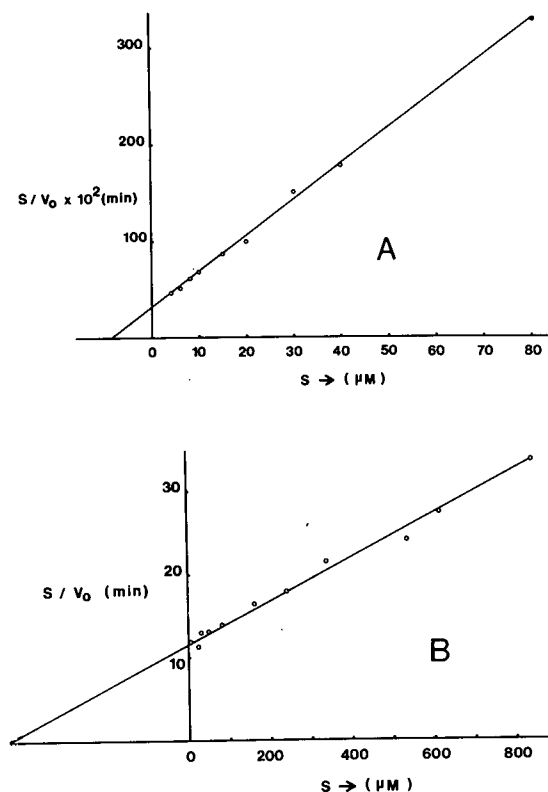 300
200
S / V₀ x 10² (min)
100
A
0 10 20 30 40 50 60 70 80
S → ( µM )
30
20
S / V₀ (min)
10
B
0 200 400 600 800
S → ( µM )